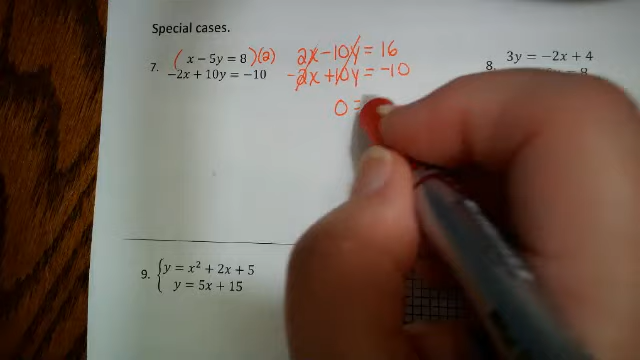 Special cases.
7. ( x − 5y = 8 )(2) 2x − 10y = 16
−2x + 10y = −10 −2x + 10y = −10
0 =
8. 3y = −2x + 4
9. { y = x² + 2x + 5
y = 5x + 15